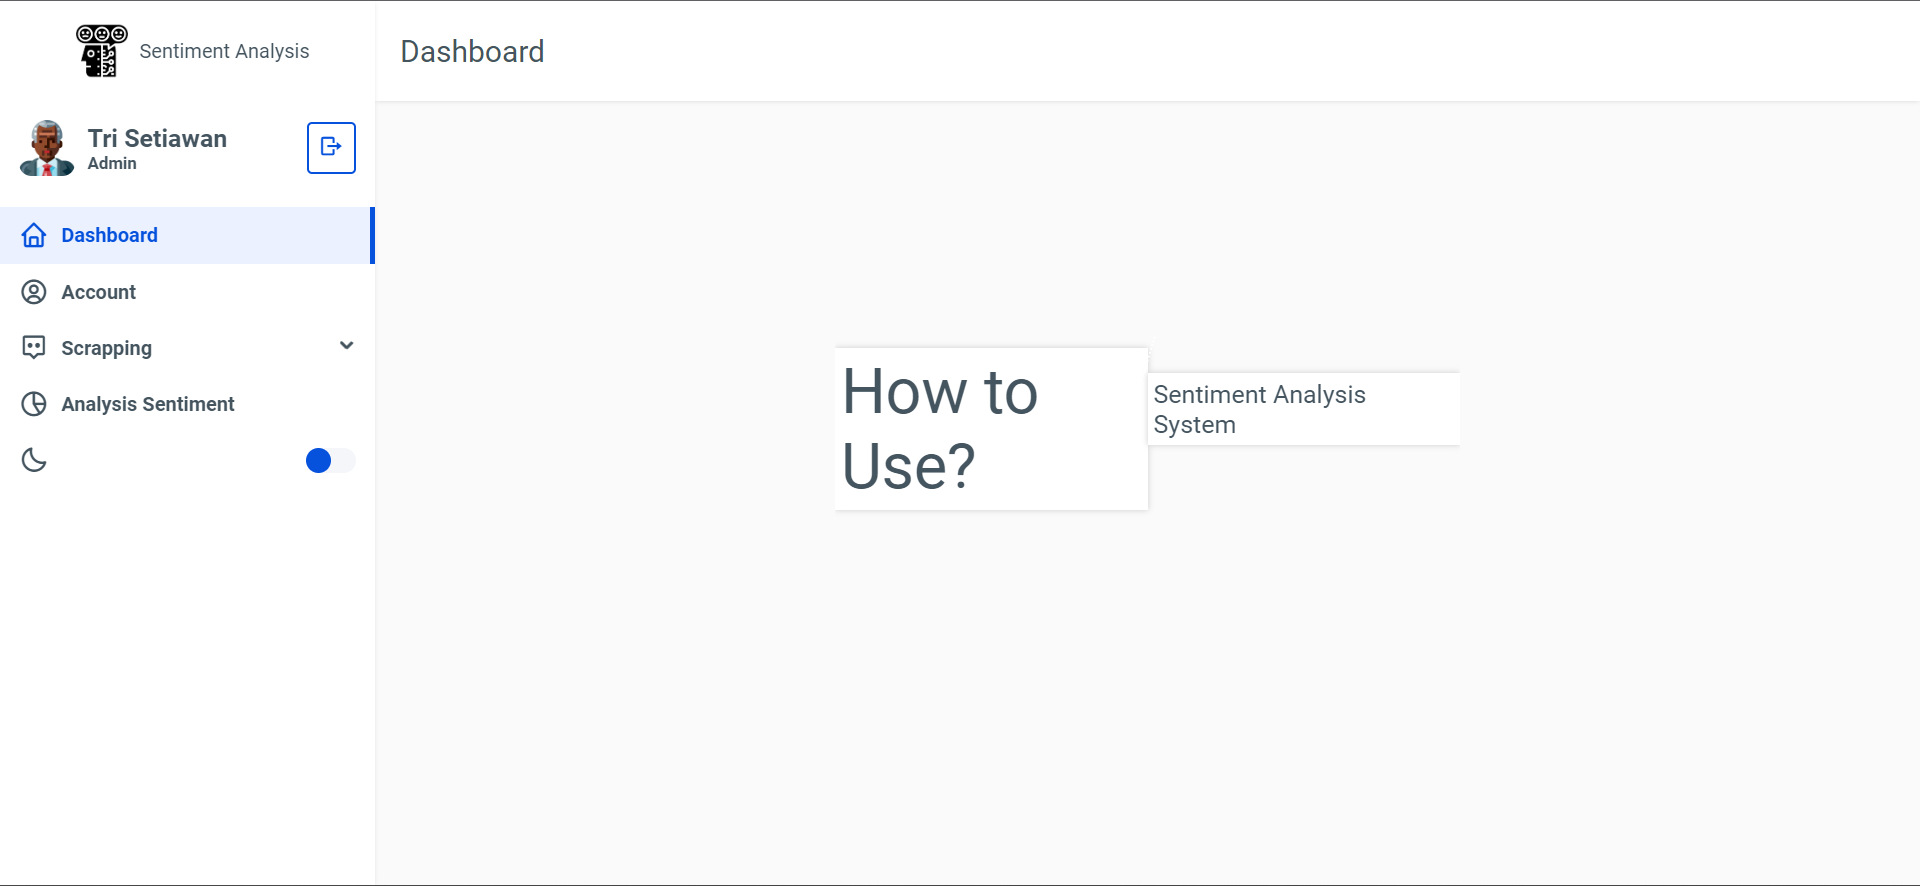 Sentiment Analysis
Dashboard
Tri Setiawan
Admin
Dashboard
Account
Scrapping
Analysis Sentiment
How to
Use?
Sentiment Analysis
System